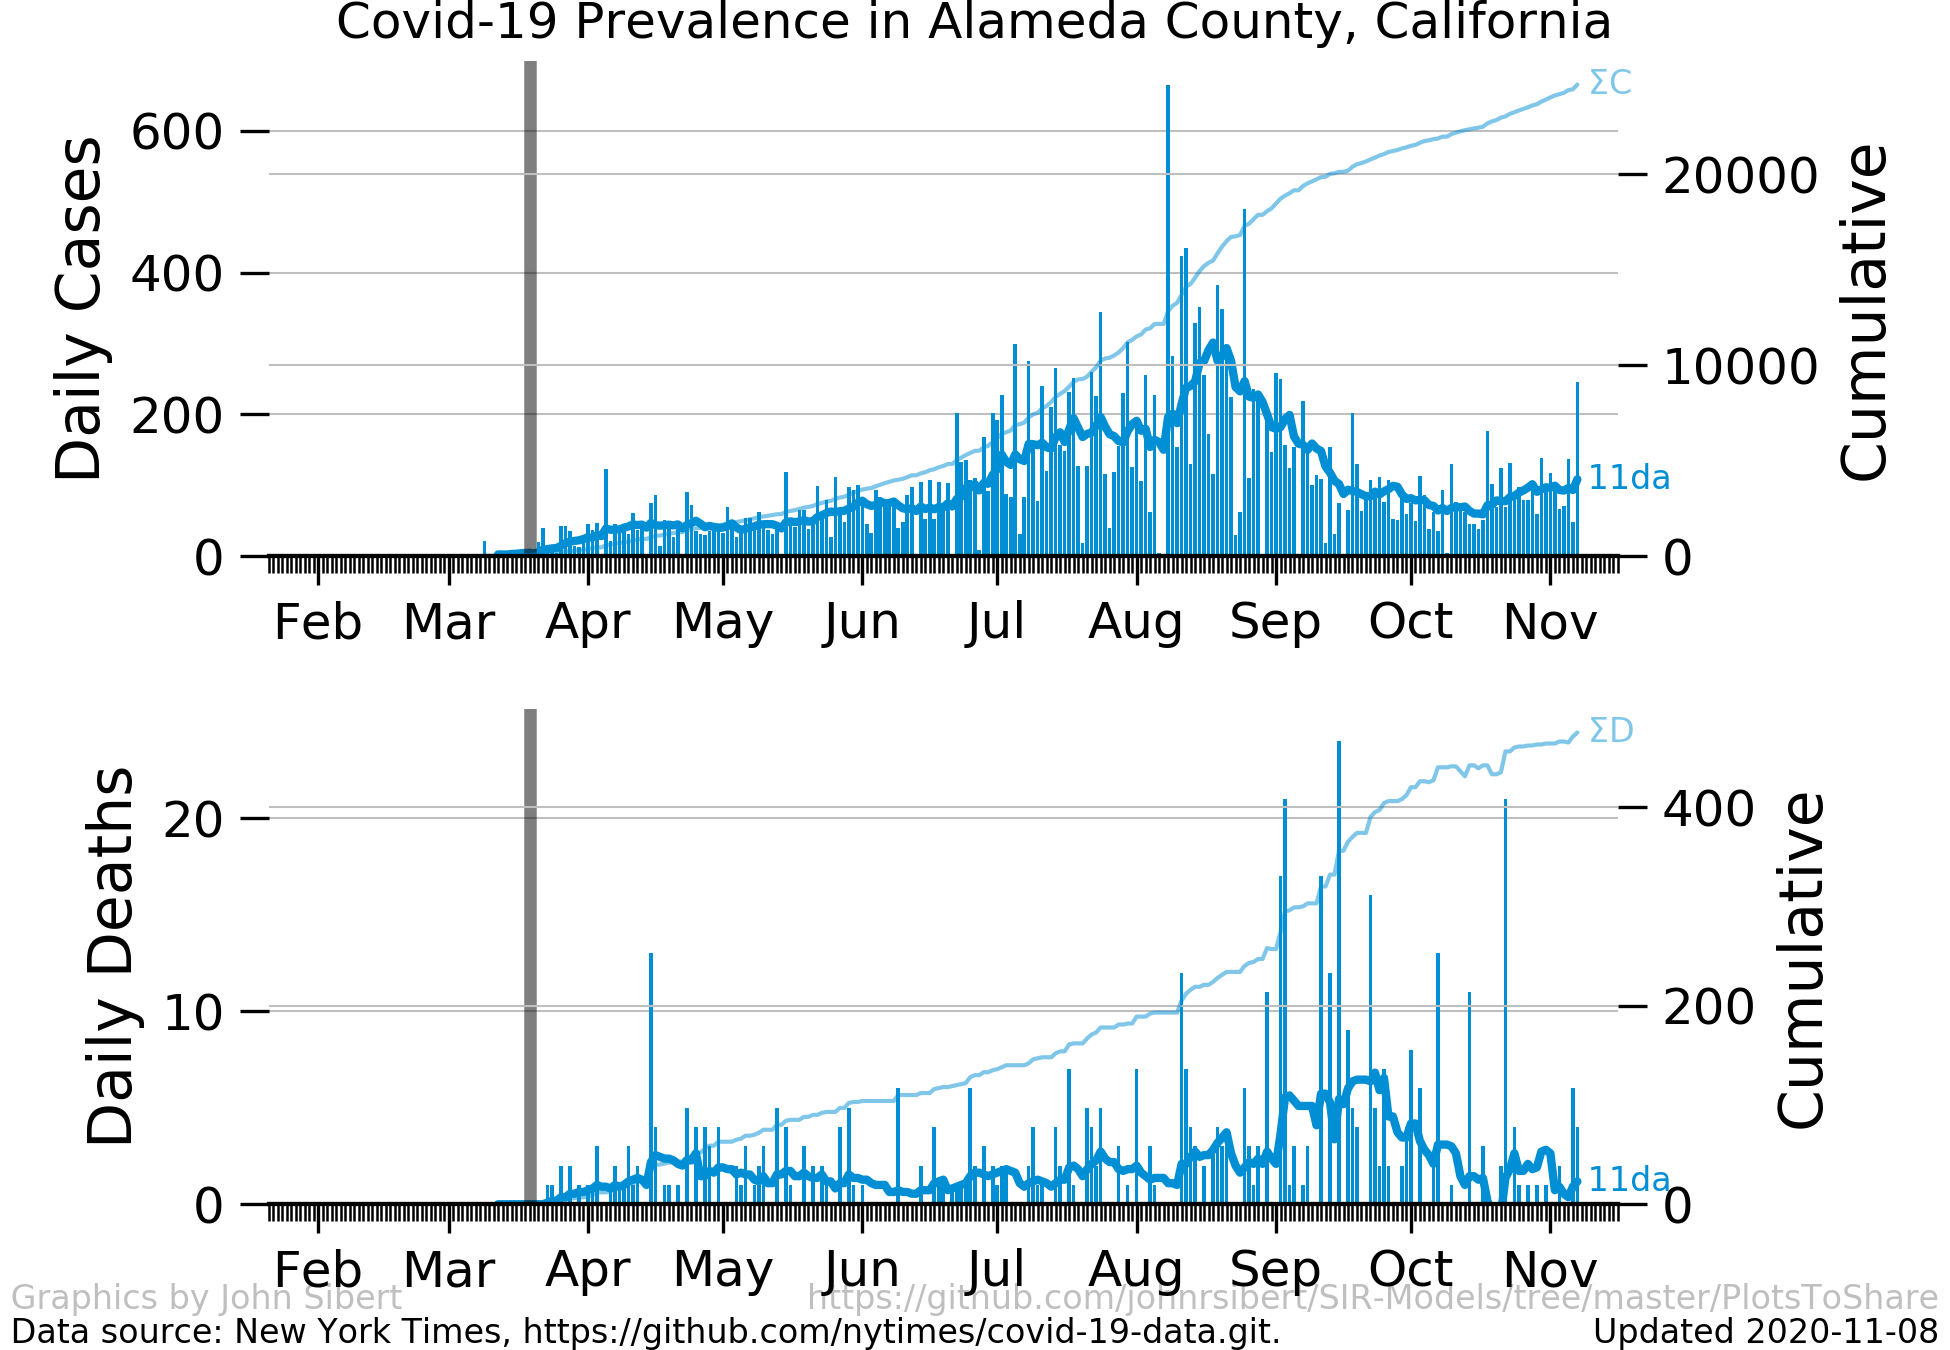 Covid-19 Prevalence in Alameda County, California
Daily Cases
600
400
200
0
ΣC
11da
20000
10000
0
Cumulative
Feb Mar Apr May Jun Jul Aug Sep Oct Nov
Daily Deaths
20
10
0
ΣD
11da
400
200
0
Cumulative
Feb Mar Apr May Jun Jul Aug Sep Oct Nov
Graphics by John Sibert https://github.com/johnrsibert/SIR-Models/tree/master/PlotsToShare
Data source: New York Times, https://github.com/nytimes/covid-19-data.git. Updated 2020-11-08